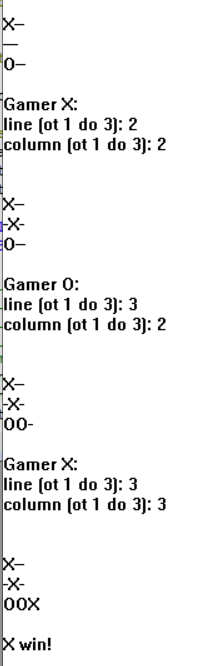 X–
—
O–
Gamer X:
line (ot 1 do 3): 2
column (ot 1 do 3): 2
X–
-X-
O–
Gamer O:
line (ot 1 do 3): 3
column (ot 1 do 3): 2
X–
-X-
OO-
Gamer X:
line (ot 1 do 3): 3
column (ot 1 do 3): 3
X–
-X-
OOX
X win!